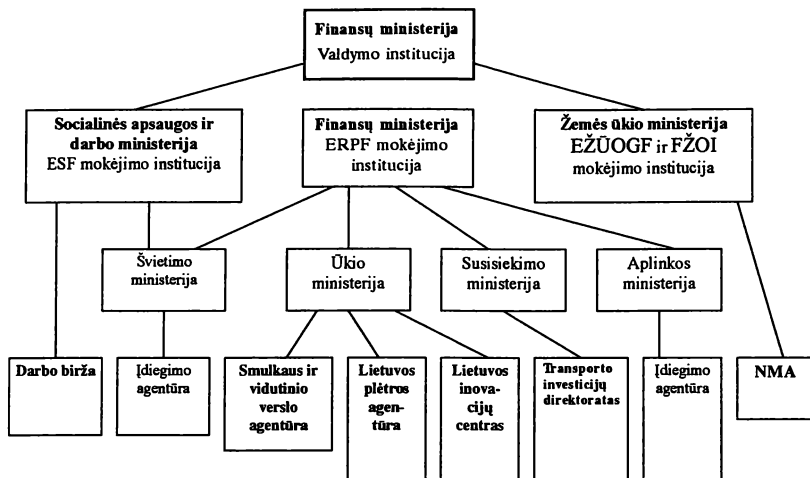 Finansų ministerija
Valdymo institucija
Socialinės apsaugos ir
darbo ministerija
ESF mokėjimo institucija
Finansų ministerija
ERPF mokėjimo
institucija
Žemės ūkio ministerija
EŽŪOGF ir FŽOI
mokėjimo institucija
Švietimo
ministerija
Ūkio
ministerija
Susisiekimo
ministerija
Aplinkos
ministerija
Darbo birža
Įdiegimo
agentūra
Smulkaus ir
vidutinio
verslo
agentūra
Lietuvos
plėtros
agen-
tūra
Lietuvos
inova-
cijų
centras
Transporto
investicijų
direktoratas
Įdiegimo
agentūra
NMA